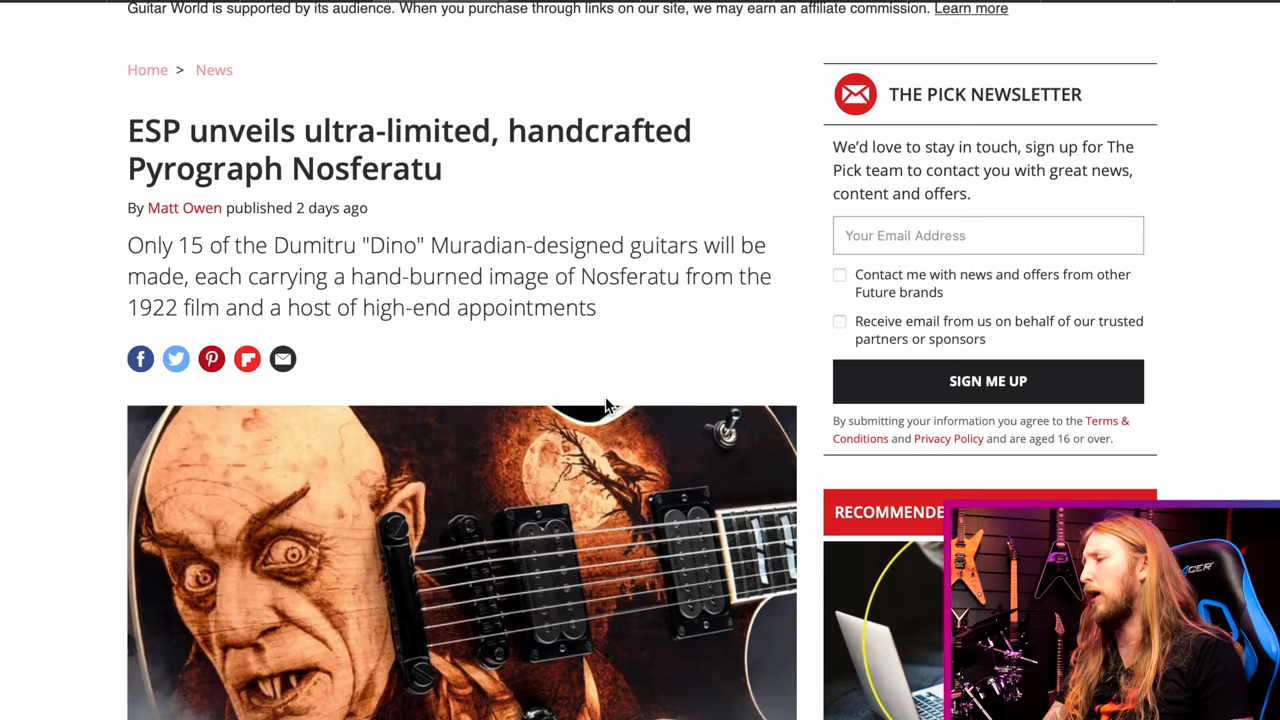 Guitar World is supported by its audience. When you purchase through links on our site, we may earn an affiliate commission. Learn more
Home > News
ESP unveils ultra-limited, handcrafted
Pyrograph Nosferatu
By Matt Owen published 2 days ago
Only 15 of the Dumitru "Dino" Muradian-designed guitars will be
made, each carrying a hand-burned image of Nosferatu from the
1922 film and a host of high-end appointments
THE PICK NEWSLETTER
We'd love to stay in touch, sign up for The
Pick team to contact you with great news,
content and offers.
Your Email Address
Contact me with news and offers from other
Future brands
Receive email from us on behalf of our trusted
partners or sponsors
SIGN ME UP
By submitting your information you agree to the Terms &
Conditions and Privacy Policy and are aged 16 or over.
RECOMMENDE
CER